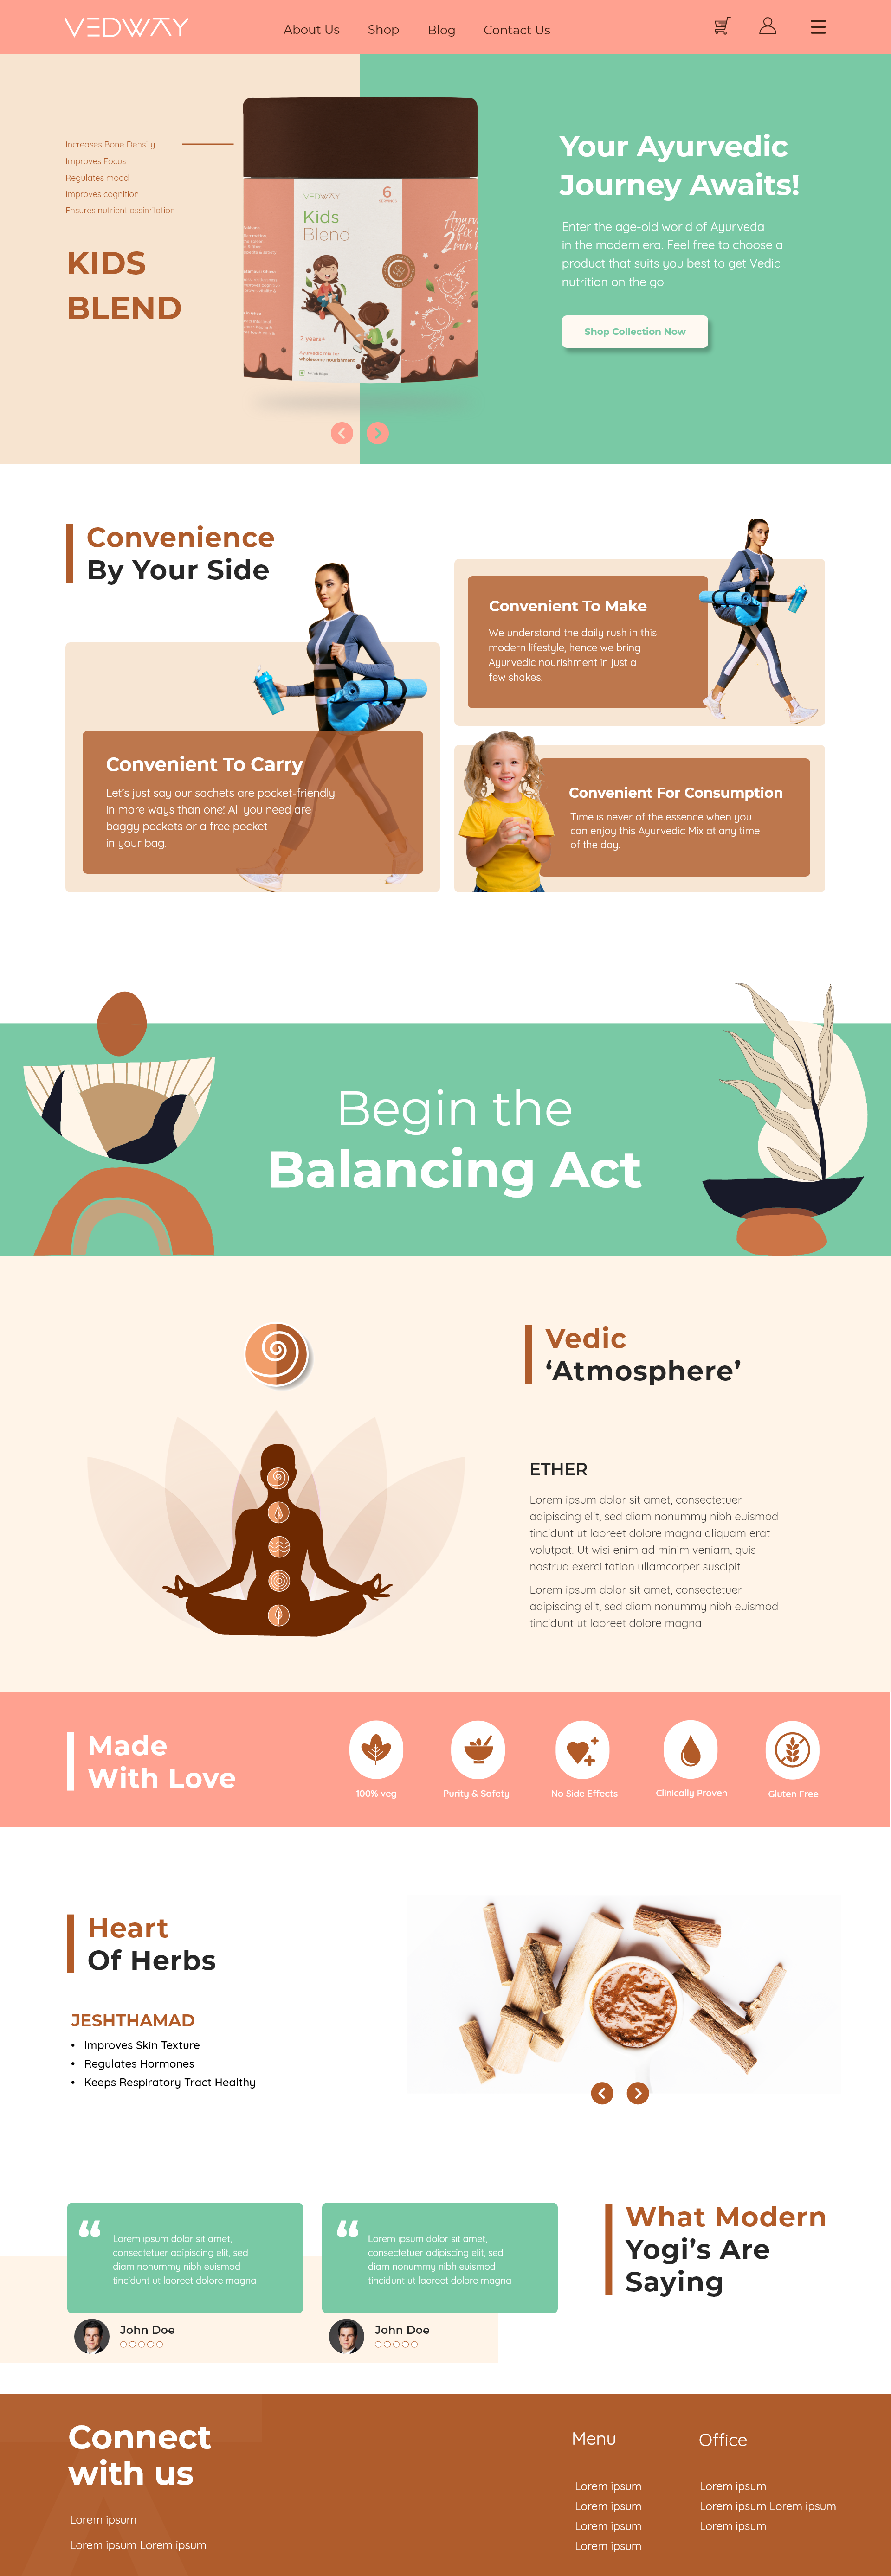 VEDWAY
About Us
Shop
Blog
Contact Us
Increases Bone Density
Improves Focus
Regulates mood
Improves cognition
Ensures nutrient assimilation
KIDS
BLEND
VEDWAY
6
Kids
Blend
2 years+
Ayurvedic mix for
wholesome nourishment
Your Ayurvedic
Journey Awaits!
Enter the age-old world of Ayurveda
in the modern era. Feel free to choose a
product that suits you best to get Vedic
nutrition on the go.
Shop Collection Now
Convenience
By Your Side
Convenient To Carry
Let's just say our sachets are pocket-friendly
in more ways than one! All you need are
baggy pockets or a free pocket
in your bag.
Convenient To Make
We understand the daily rush in this
modern lifestyle, hence we bring
Ayurvedic nourishment in just a
few shakes.
Convenient For Consumption
Time is never of the essence when you
can enjoy this Ayurvedic Mix at any time
of the day.
Begin the
Balancing Act
Vedic
‘Atmosphere’
ETHER
Lorem ipsum dolor sit amet, consectetuer
adipiscing elit, sed diam nonummy nibh euismod
tincidunt ut laoreet dolore magna aliquam erat
volutpat. Ut wisi enim ad minim veniam, quis
nostrud exerci tation ullamcorper suscipit
Lorem ipsum dolor sit amet, consectetuer
adipiscing elit, sed diam nonummy nibh euismod
tincidunt ut laoreet dolore magna
Made
With Love
100% veg
Purity & Safety
No Side Effects
Clinically Proven
Gluten Free
Heart
Of Herbs
JESHTHAMAD
• Improves Skin Texture
• Regulates Hormones
• Keeps Respiratory Tract Healthy
“ Lorem ipsum dolor sit amet,
consectetuer adipiscing elit, sed
diam nonummy nibh euismod
tincidunt ut laoreet dolore magna
John Doe
“ Lorem ipsum dolor sit amet,
consectetuer adipiscing elit, sed
diam nonummy nibh euismod
tincidunt ut laoreet dolore magna
John Doe
What Modern
Yogi's Are
Saying
Connect
with us
Lorem ipsum
Lorem ipsum Lorem ipsum
Menu
Lorem ipsum
Lorem ipsum
Lorem ipsum
Lorem ipsum
Office
Lorem ipsum
Lorem ipsum Lorem ipsum
Lorem ipsum